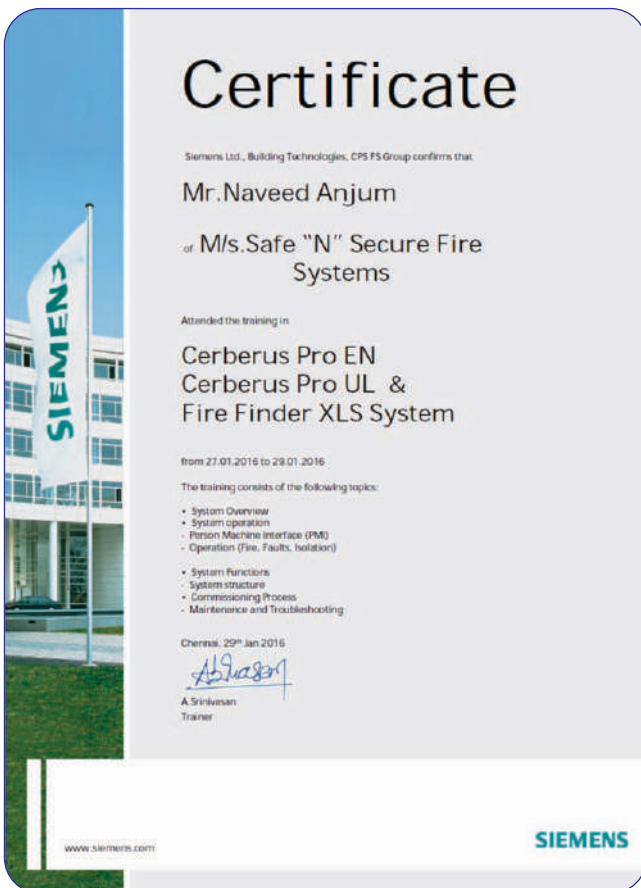 Certificate
Siemens Ltd., Building Technologies, CPS FS Group confirms that
Mr.Naveed Anjum
of M/s.Safe “N” Secure Fire
Systems
Attended the training in
Cerberus Pro EN
Cerberus Pro UL &
Fire Finder XLS System
from 27.01.2016 to 29.01.2016
The training consists of the following topics:
• System Overview
• System operation
- Person Machine Interface (PMI)
- Operation (Fire, Faults, Isolation)
• System Functions
- System structure
• Commissioning Process
- Maintenance and Troubleshooting
Chennai, 29th Jan 2016
A.Srinivasan
Trainer
www.siemens.com
SIEMENS
SIEMENS